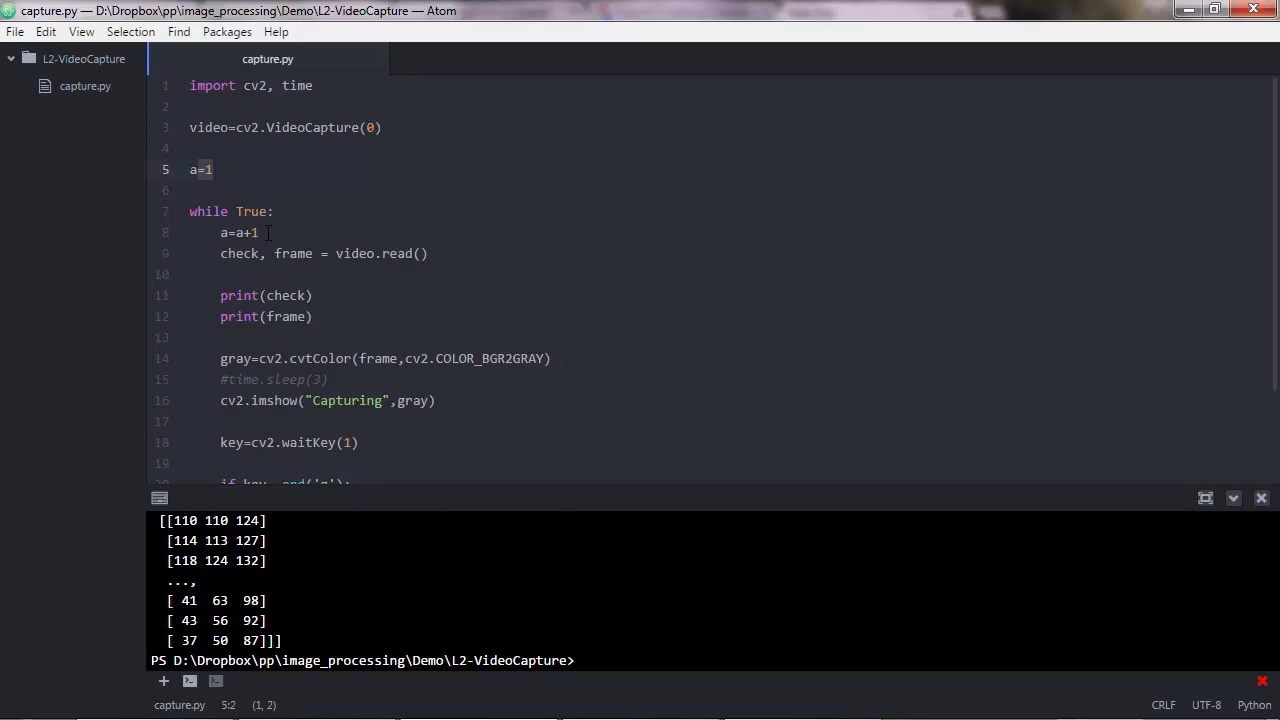 capture.py — D:\Dropbox\pp\image_processing\Demo\L2-VideoCapture — Atom
File Edit View Selection Find Packages Help
L2-VideoCapture
capture.py
capture.py
1 import cv2, time
2
3 video=cv2.VideoCapture(0)
4
5 a=1
6
7 while True:
8 a=a+1
9 check, frame = video.read()
10
11 print(check)
12 print(frame)
13
14 gray=cv2.cvtColor(frame,cv2.COLOR_BGR2GRAY)
15 #time.sleep(3)
16 cv2.imshow("Capturing",gray)
17
18 key=cv2.waitKey(1)
19
[[110 110 124]
[114 113 127]
[118 124 132]
...,
[ 41 63 98]
[ 43 56 92]
[ 37 50 87]]]
PS D:\Dropbox\pp\image_processing\Demo\L2-VideoCapture>
capture.py 5:2 (1, 2) CRLF UTF-8 Python